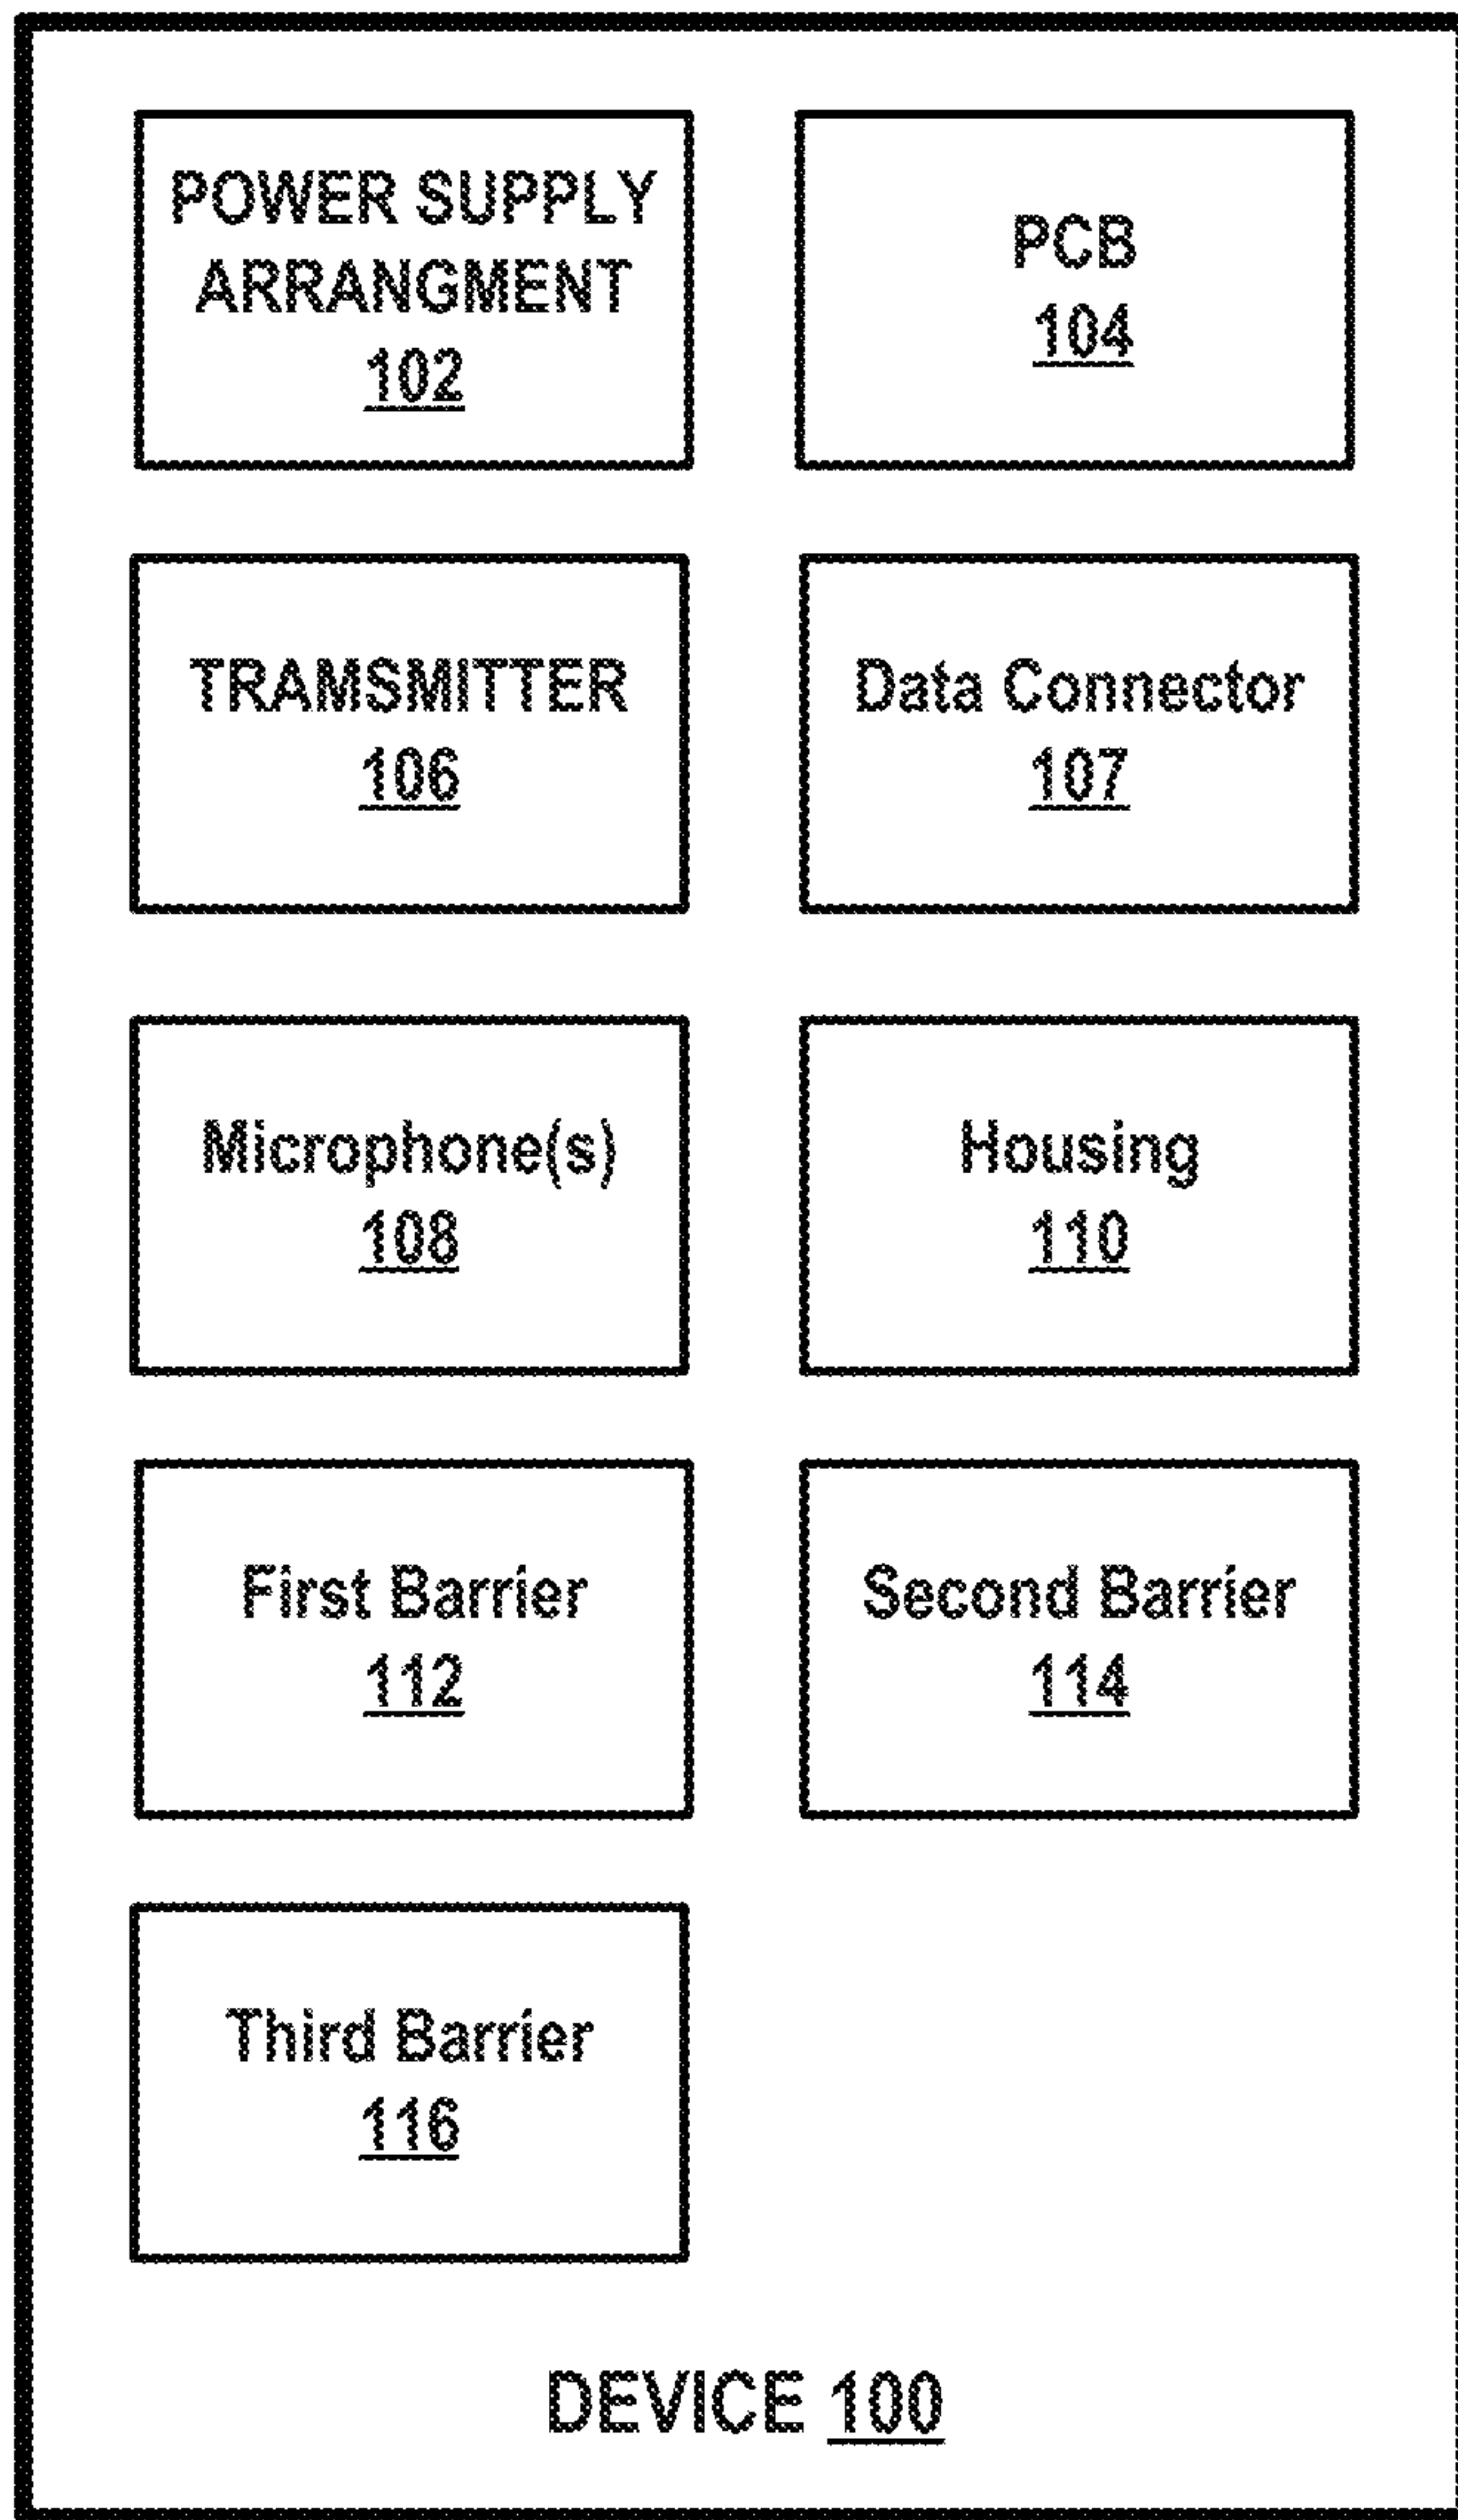 POWER SUPPLY
ARRANGMENT
102
PCB
104
TRAMSMITTER
106
Data Connector
107
Microphone(s)
108
Housing
110
First Barrier
112
Second Barrier
114
Third Barrier
116
DEVICE 100